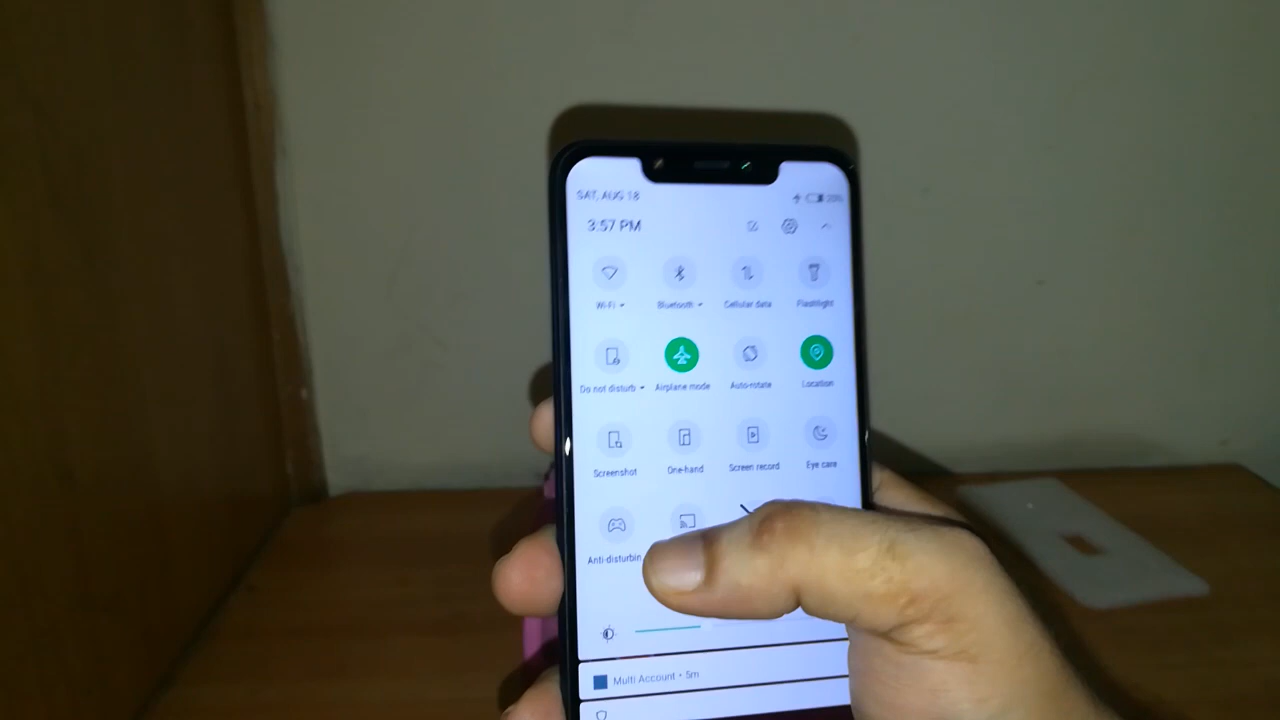 SAT, AUG 18
20%
3:57 PM
Wi-Fi
Bluetooth
Cellular data
Flashlight
Do not disturb
Airplane mode
Auto-rotate
Location
Screenshot
One-hand
Screen record
Eye care
Anti-disturbin
Multi Account • 5m